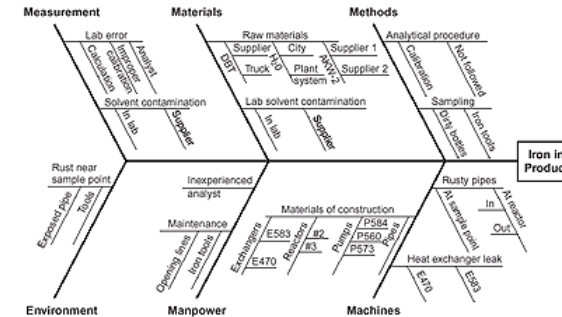 Measurement
Materials
Methods
Lab error
Calculation
Improper
calibration
Analyst
Solvent contamination
In lab
Supplier
Raw materials
DBT
Supplier
Truck
H₂0
City
Plant
system
AKW-2
Supplier 1
Supplier 2
Lab solvent contamination
In lab
Supplier
Analytical procedure
Calibration
Not followed
Sampling
Dirty bottles
Iron tools
Iron in
Produc
Rust near
sample point
Exposed pipe
Tools
Inexperienced
analyst
Maintenance
Opening lines
Iron tools
Materials of construction
Exchangers
E583
E470
Reactors
#2
#3
Pumps
P584
P560
P573
Pipes
Rusty pipes
At sample point
At reactor
In
Out
Heat exchanger leak
E470
E583
Environment
Manpower
Machines